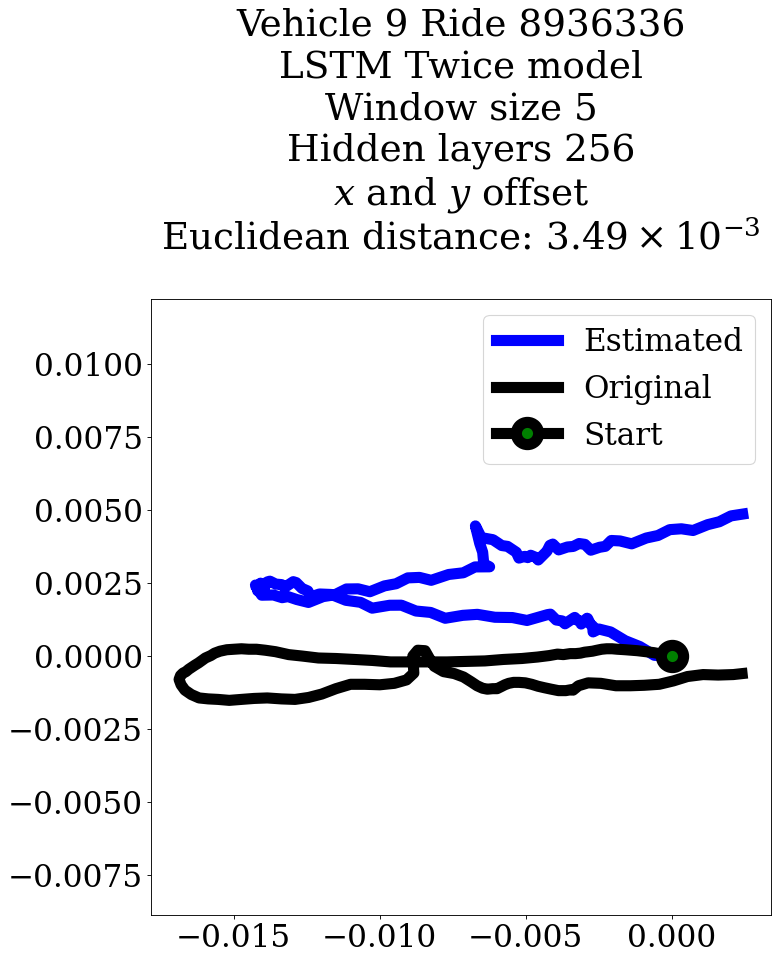 Vehicle 9 Ride 8936336
LSTM Twice model
Window size 5
Hidden layers 256
x and y offset
Euclidean distance: 3.49 × 10⁻³
Estimated
Original
Start
0.0100
0.0075
0.0050
0.0025
0.0000
−0.0025
−0.0050
−0.0075
−0.015 −0.010 −0.005 0.000